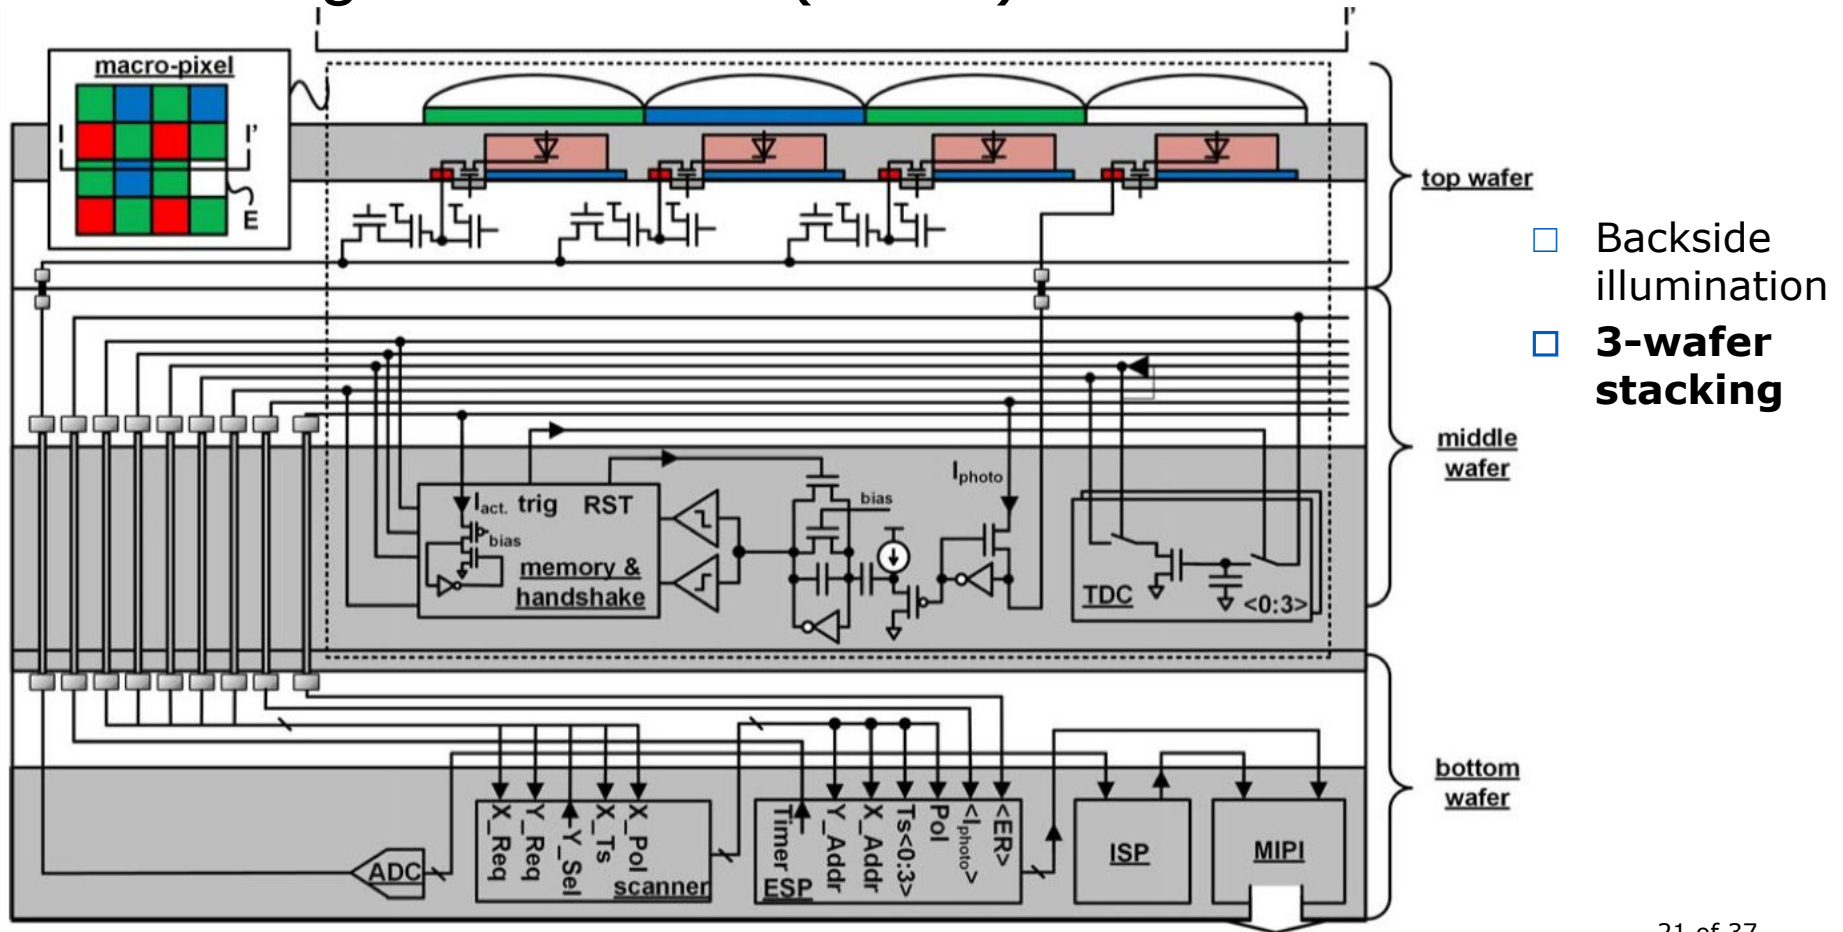 I
I'
macro-pixel
I
I'
E
top wafer
Backside
illumination
3-wafer
stacking
middle
wafer
Iphoto
Iact. trig RST
bias
bias
memory &
handshake
TDC
<0:3>
bottom
wafer
X_Req
Y_Req
Y_Sel
X_Ts
X_Pol
scanner
Timer
Y_Addr
X_Addr
Ts<0:3>
Pol
<Iphoto>
<ER>
ESP
ADC
ISP
MIPI
21 of 37